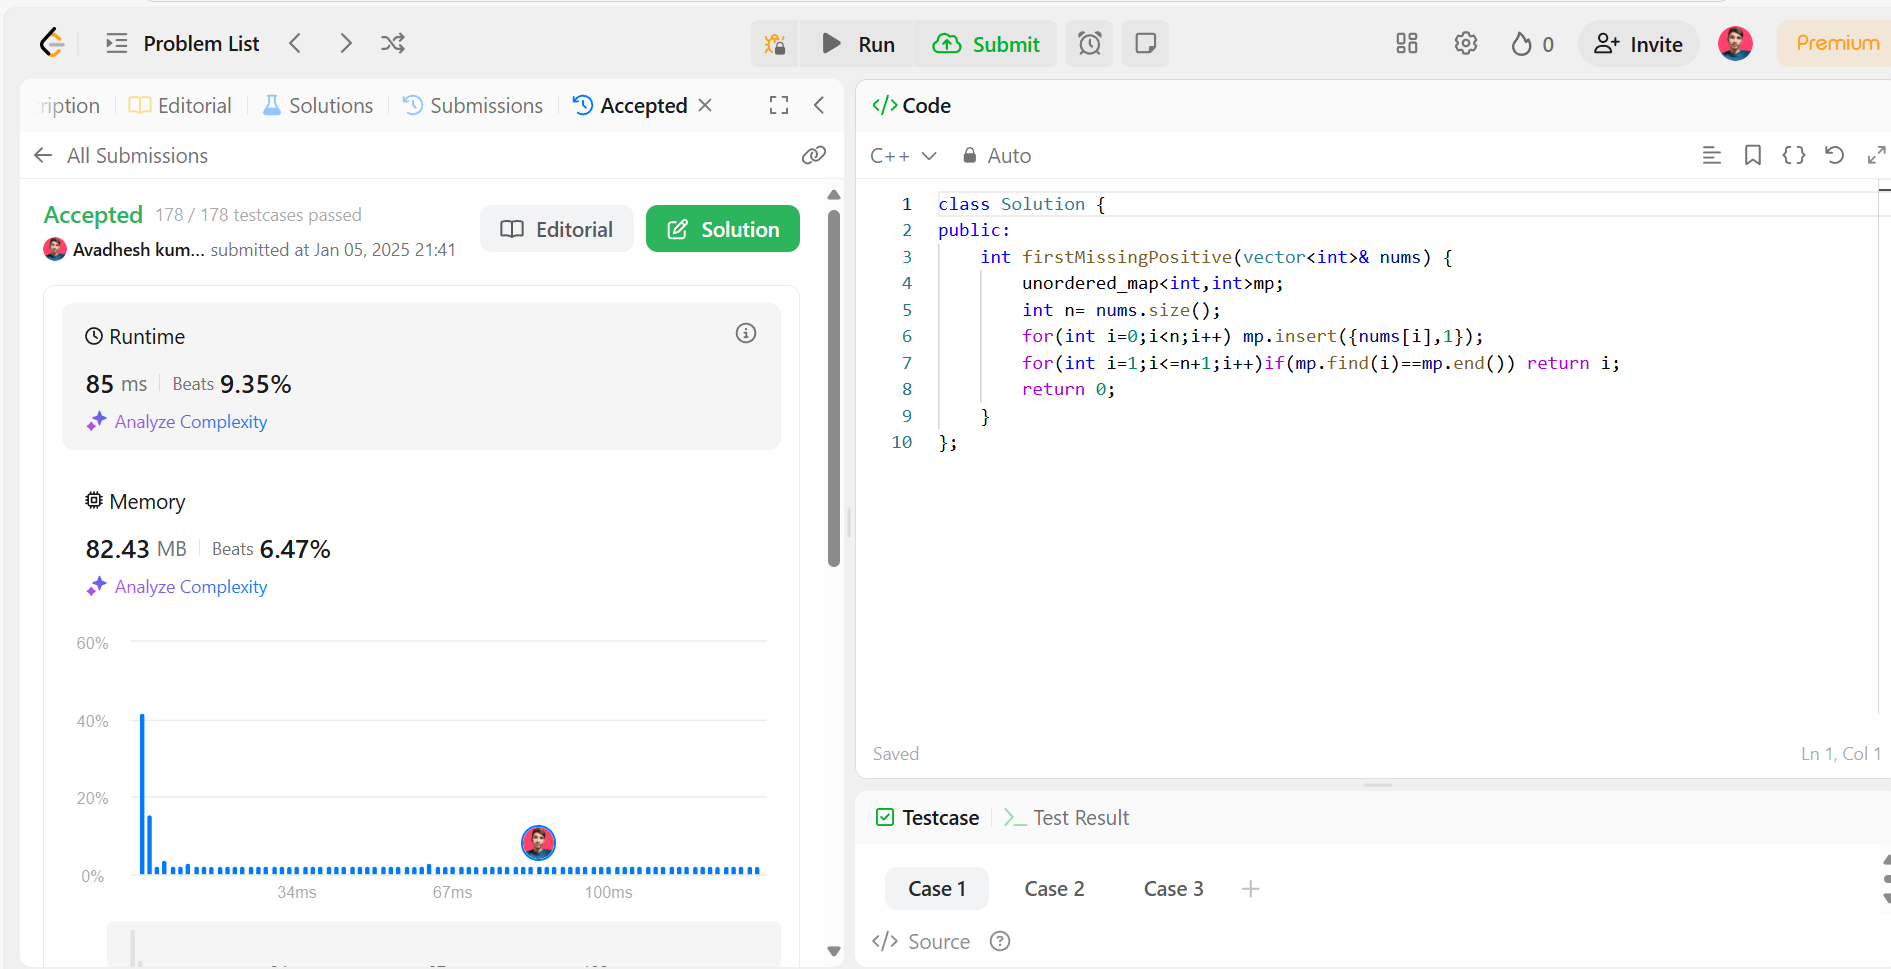 Problem List
Run
Submit
0
Invite
Premium
ription
Editorial
Solutions
Submissions
Accepted
All Submissions
Accepted 178 / 178 testcases passed
Avadhesh kum... submitted at Jan 05, 2025 21:41
Editorial
Solution
Runtime
85 ms Beats 9.35%
Analyze Complexity
Memory
82.43 MB Beats 6.47%
Analyze Complexity
60%
40%
20%
0%
34ms 67ms 100ms
</> Code
C++ Auto
1 class Solution {
2 public:
3 int firstMissingPositive(vector<int>& nums) {
4 unordered_map<int,int>mp;
5 int n= nums.size();
6 for(int i=0;i<n;i++) mp.insert({nums[i],1});
7 for(int i=1;i<=n+1;i++)if(mp.find(i)==mp.end()) return i;
8 return 0;
9 }
10 };
Saved
Ln 1, Col 1
Testcase
Test Result
Case 1
Case 2
Case 3
</> Source